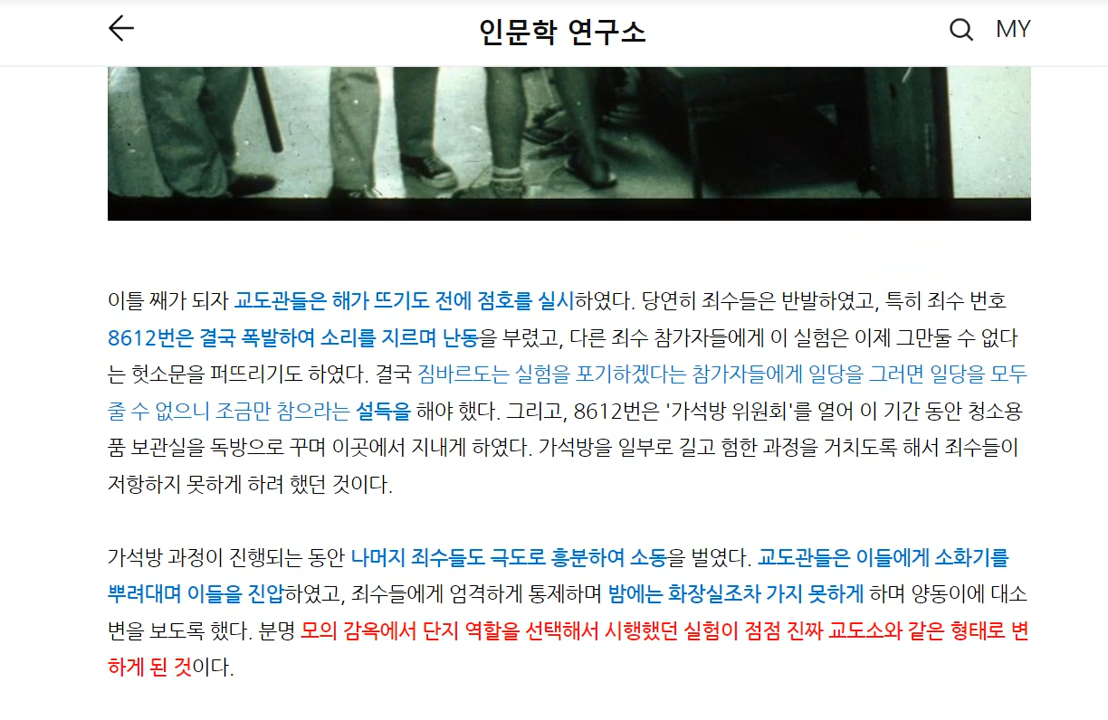 인문학 연구소
MY
이틀 째가 되자 교도관들은 해가 뜨기도 전에 점호를 실시하였다. 당연히 죄수들은 반발하였고, 특히 죄수 번호
8612번은 결국 폭발하여 소리를 지르며 난동을 부렸고, 다른 죄수 참가자들에게 이 실험은 이제 그만둘 수 없다
는 헛소문을 퍼뜨리기도 하였다. 결국 짐바르도는 실험을 포기하겠다는 참가자들에게 일당을 그러면 일당을 모두
줄 수 없으니 조금만 참으라는 설득을 해야 했다. 그리고, 8612번은 '가석방 위원회'를 열어 이 기간 동안 청소용
품 보관실을 독방으로 꾸며 이곳에서 지내게 하였다. 가석방을 일부로 길고 험한 과정을 거치도록 해서 죄수들이
저항하지 못하게 하려 했던 것이다.
가석방 과정이 진행되는 동안 나머지 죄수들도 극도로 흥분하여 소동을 벌였다. 교도관들은 이들에게 소화기를
뿌려대며 이들을 진압하였고, 죄수들에게 엄격하게 통제하며 밤에는 화장실조차 가지 못하게 하며 양동이에 대소
변을 보도록 했다. 분명 모의 감옥에서 단지 역할을 선택해서 시행했던 실험이 점점 진짜 교도소와 같은 형태로 변
하게 된 것이다.